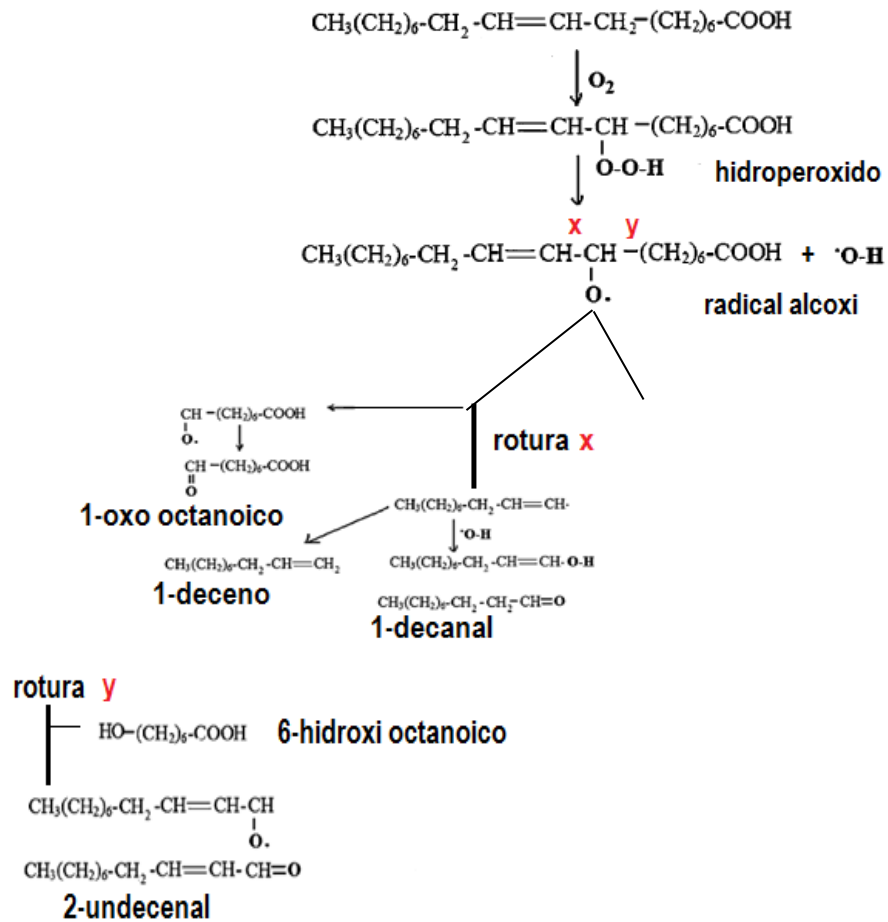 CH₃(CH₂)₆-CH₂-CH=CH-CH₂-(CH₂)₆-COOH
O₂
CH₃(CH₂)₆-CH₂-CH=CH-CH-(CH₂)₆-COOH
O-O-H
hidroperoxido
x y
CH₃(CH₂)₆-CH₂-CH=CH-CH-(CH₂)₆-COOH + ·O-H
O·
radical alcoxi
CH-(CH₂)₆-COOH
O·
CH-(CH₂)₆-COOH
O
1-oxo octanoico
rotura x
CH₃(CH₂)₆-CH₂-CH=CH·
·O-H
CH₃(CH₂)₆-CH₂-CH=CH₂
1-deceno
CH₃(CH₂)₆-CH₂-CH=CH-O-H
CH₃(CH₂)₆-CH₂-CH₂-CH=O
1-decanal
rotura y
HO-(CH₂)₆-COOH 6-hidroxi octanoico
CH₃(CH₂)₆-CH₂-CH=CH-CH
O·
CH₃(CH₂)₆-CH₂-CH=CH-CH=O
2-undecenal